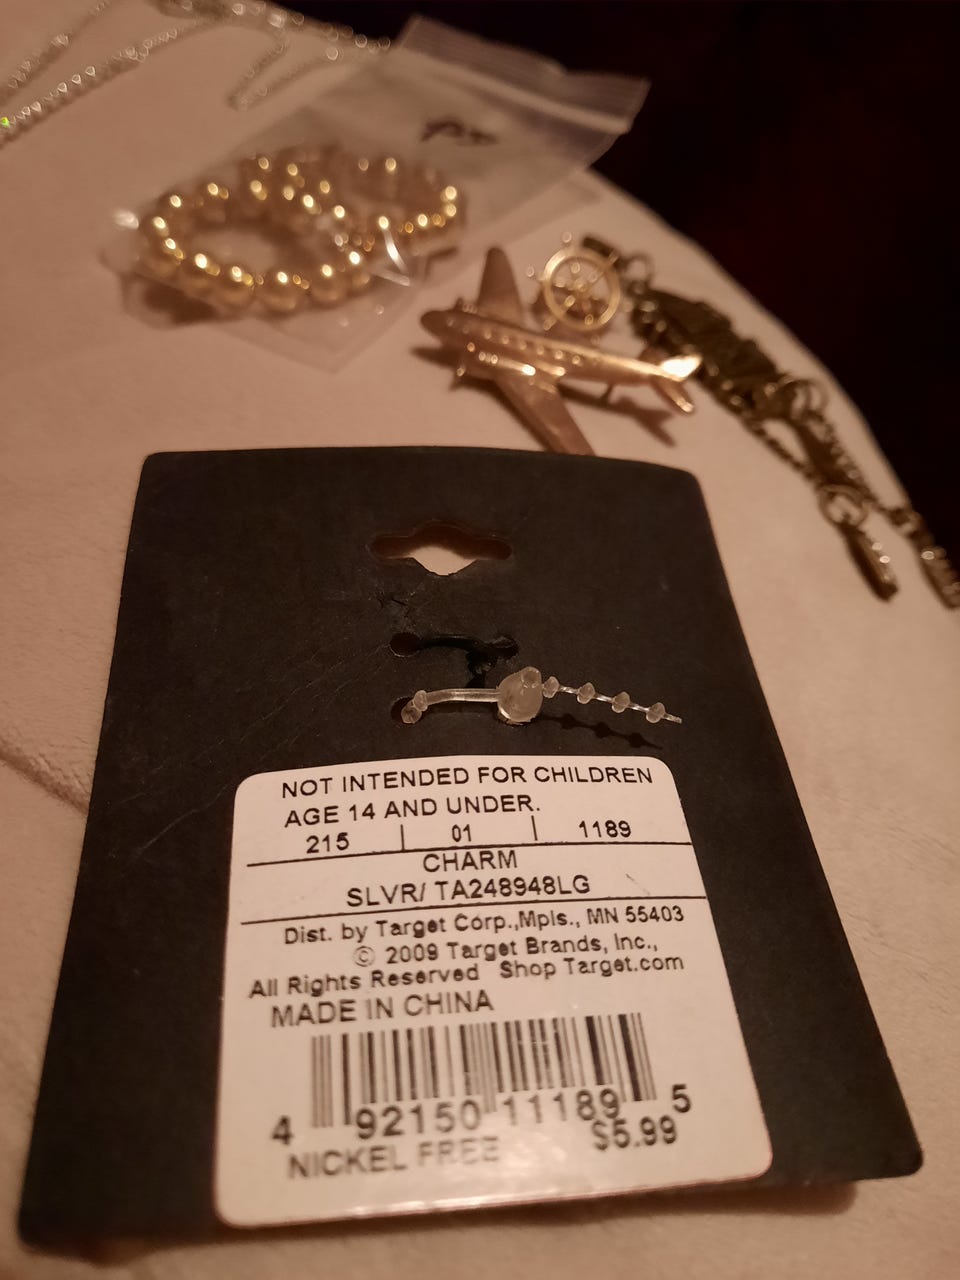 NOT INTENDED FOR CHILDREN
AGE 14 AND UNDER.
215 | 01 | 1189
CHARM
SLVR/ TA248948LG
Dist. by Target Corp.,Mpls., MN 55403
© 2009 Target Brands, Inc.,
All Rights Reserved Shop Target.com
MADE IN CHINA
4 92150 11189 5
$5.99
NICKEL FREE